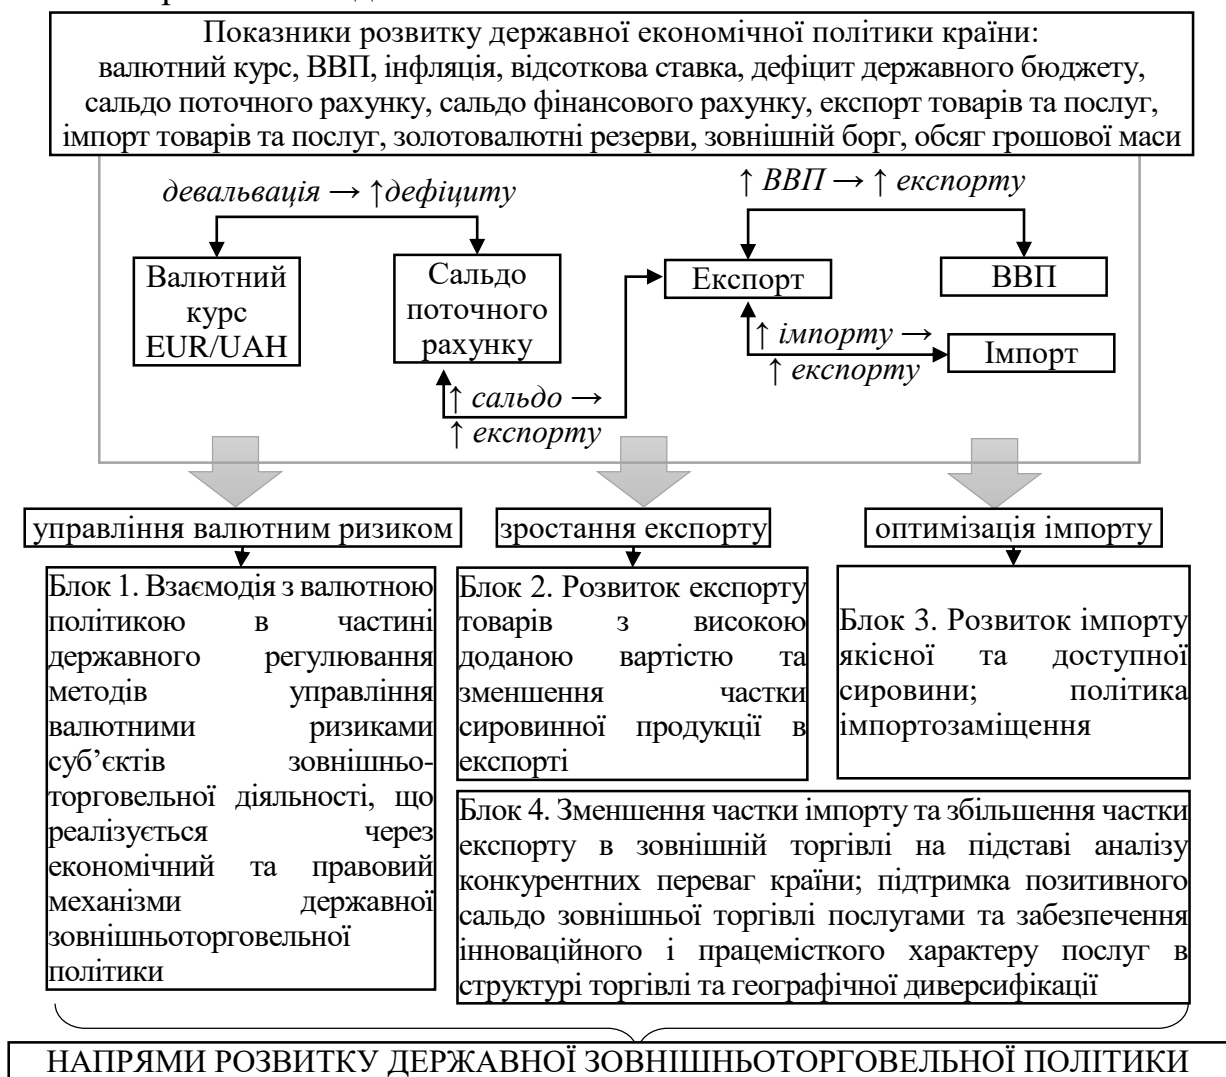 Показники розвитку державної економічної політики країни:
валютний курс, ВВП, інфляція, відсоткова ставка, дефіцит державного бюджету,
сальдо поточного рахунку, сальдо фінансового рахунку, експорт товарів та послуг,
імпорт товарів та послуг, золотовалютні резерви, зовнішній борг, обсяг грошової маси
девальвація → ↑дефіциту
↑ ВВП → ↑ експорту
Валютний
курс
EUR/UAH
Сальдо
поточного
рахунку
Експорт
ВВП
↑ імпорту →
↑ експорту
Імпорт
↑ сальдо →
↑ експорту
управління валютним ризиком
зростання експорту
оптимізація імпорту
Блок 1. Взаємодія з валютною
політикою в частині
державного регулювання
методів управління
валютними ризиками
суб’єктів зовнішньо-
торговельної діяльності, що
реалізується через
економічний та правовий
механізми державної
зовнішньоторговельної
політики
Блок 2. Розвиток експорту
товарів з високою
доданою вартістю та
зменшення частки
сировинної продукції в
експорті
Блок 3. Розвиток імпорту
якісної та доступної
сировини; політика
імпортозаміщення
Блок 4. Зменшення частки імпорту та збільшення частки
експорту в зовнішній торгівлі на підставі аналізу
конкурентних переваг країни; підтримка позитивного
сальдо зовнішньої торгівлі послугами та забезпечення
інноваційного і працемісткого характеру послуг в
структурі торгівлі та географічної диверсифікації
НАПРЯМИ РОЗВИТКУ ДЕРЖАВНОЇ ЗОВНІШНЬОТОРГОВЕЛЬНОЇ ПОЛІТИКИ